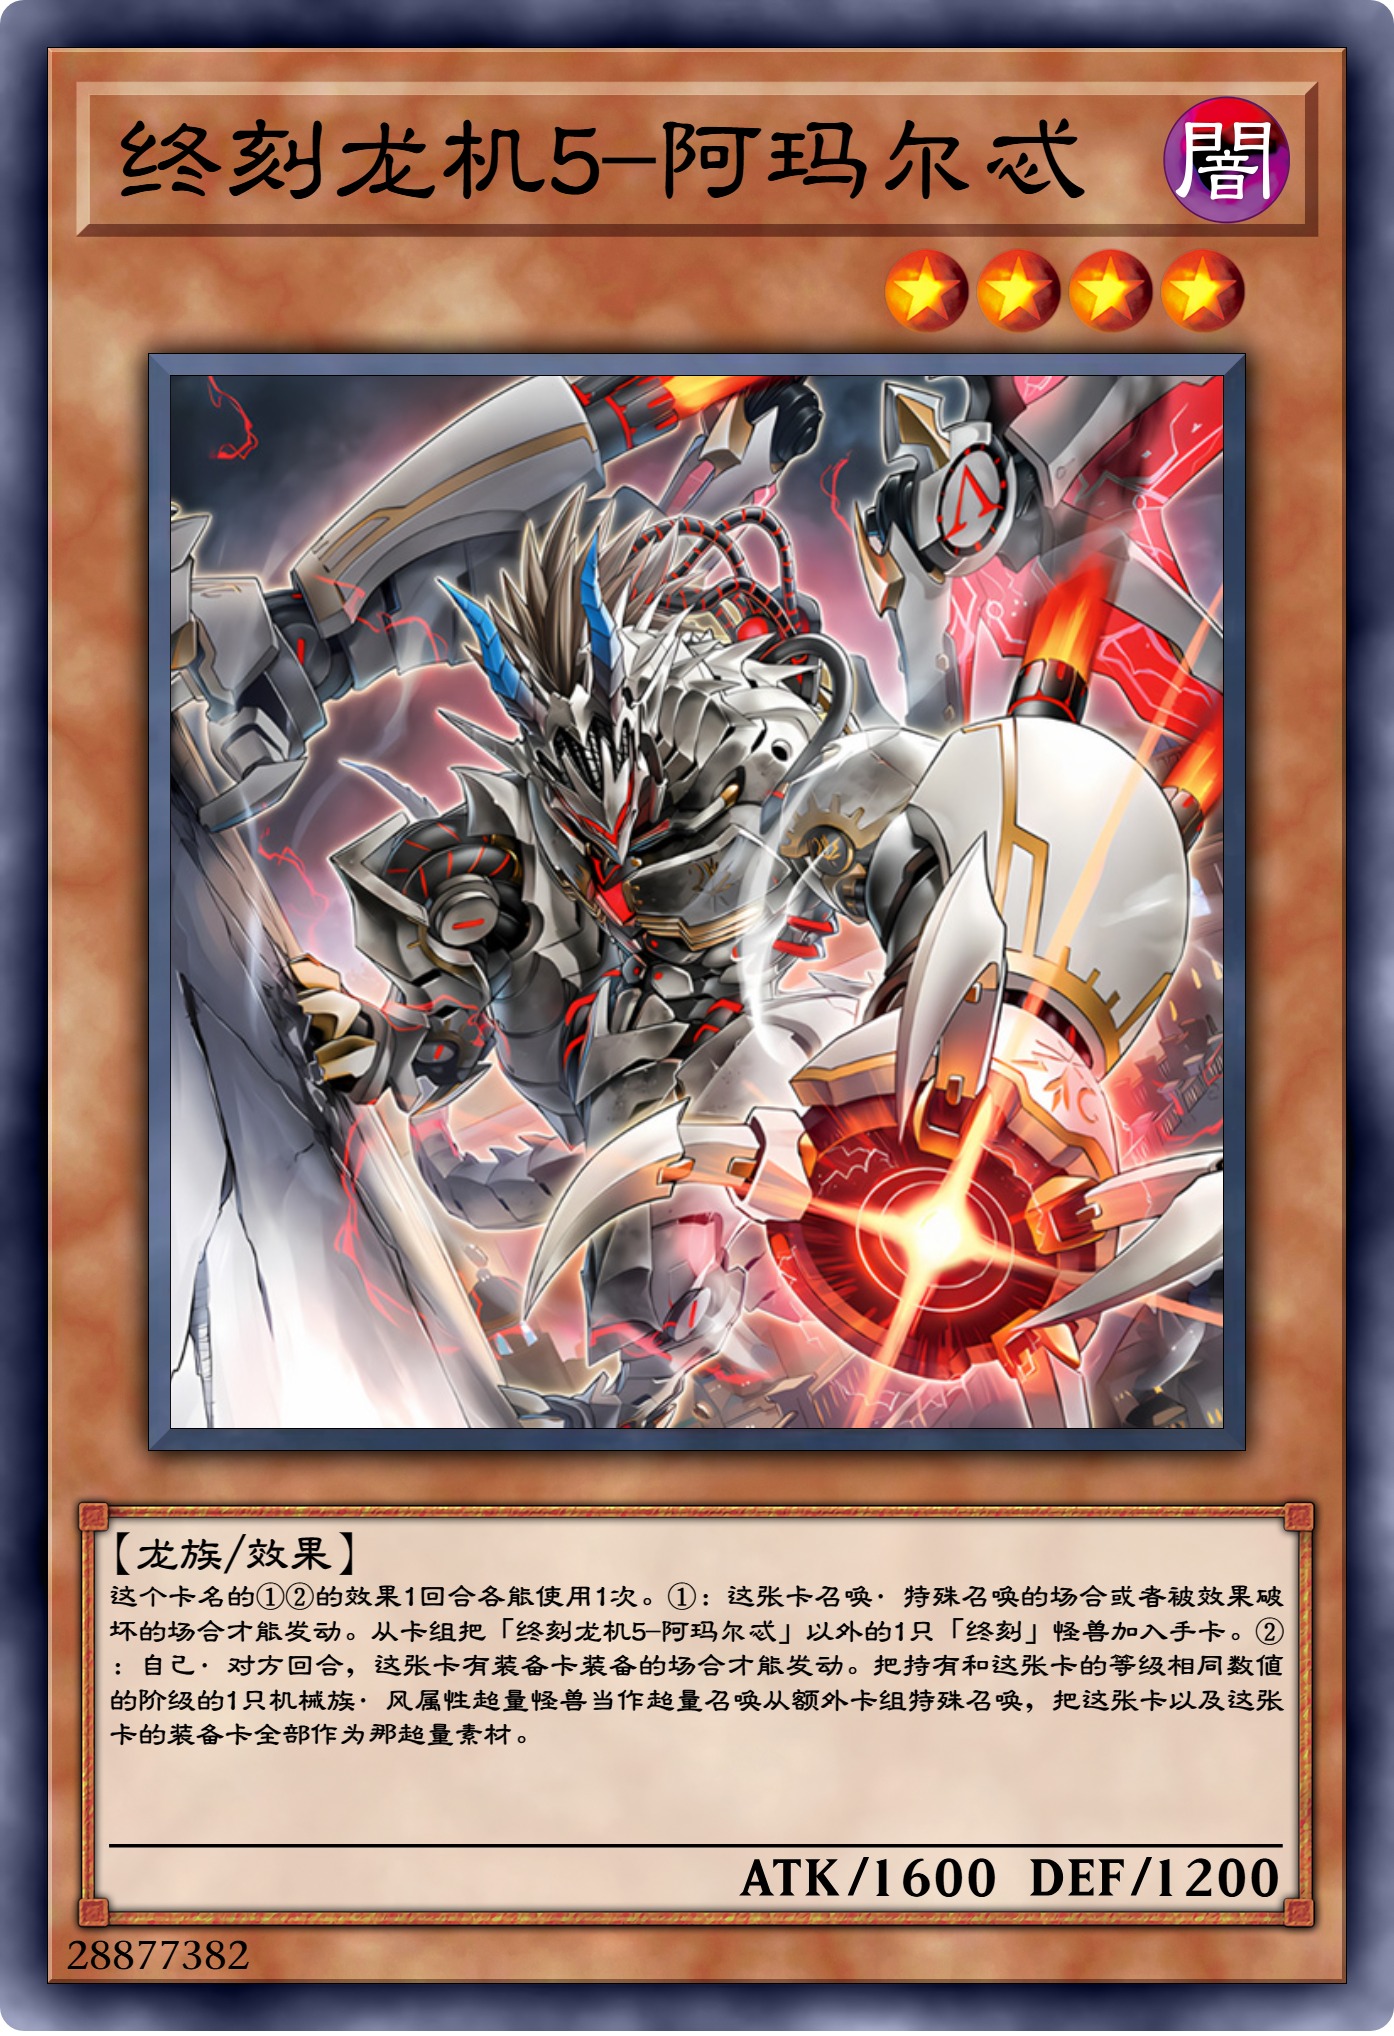 终刻龙机5-阿玛尔忒
闇
【龙族/效果】
这个卡名的①②的效果1回合各能使用1次。①：这张卡召唤·特殊召唤的场合或者被效果破
坏的场合才能发动。从卡组把「终刻龙机5-阿玛尔忒」以外的1只「终刻」怪兽加入手卡。②
：自己·对方回合，这张卡有装备卡装备的场合才能发动。把持有和这张卡的等级相同数值
的阶级的1只机械族·风属性超量怪兽当作超量召唤从额外卡组特殊召唤，把这张卡以及这张
卡的装备卡全部作为那超量素材。
ATK/1600 DEF/1200
28877382